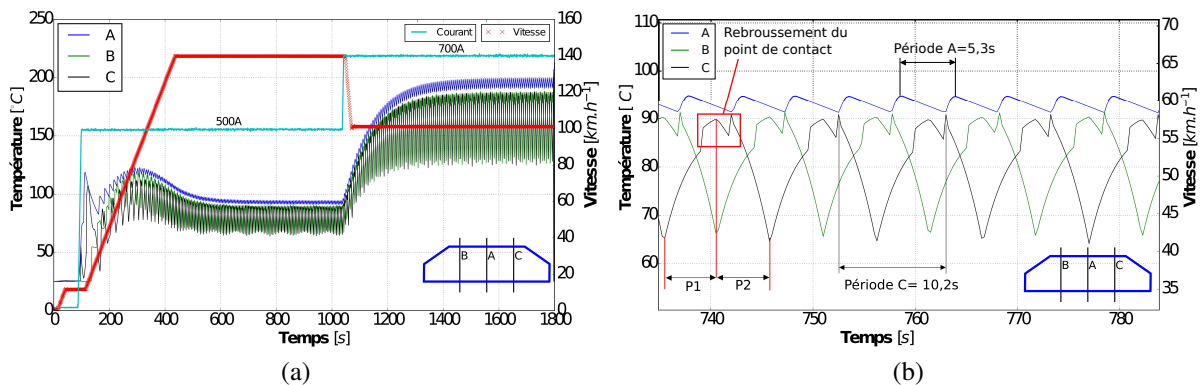 250
200
150
100
50
0
Température [°C]
A
B
C
Courant
Vitesse
700A
500A
B A C
160
140
120
100
80
60
40
20
0
Vitesse [km.h⁻¹]
0 200 400 600 800 1000 1200 1400 1600 1800
Temps [s]
(a)
110
100
90
80
70
60
Température [°C]
A
B
C
Rebroussement du
point de contact
Période A=5,3s
P1
P2
Période C= 10,2s
B A C
70
65
60
55
50
45
40
35
Vitesse [km.h⁻¹]
740 750 760 770 780
Temps [s]
(b)